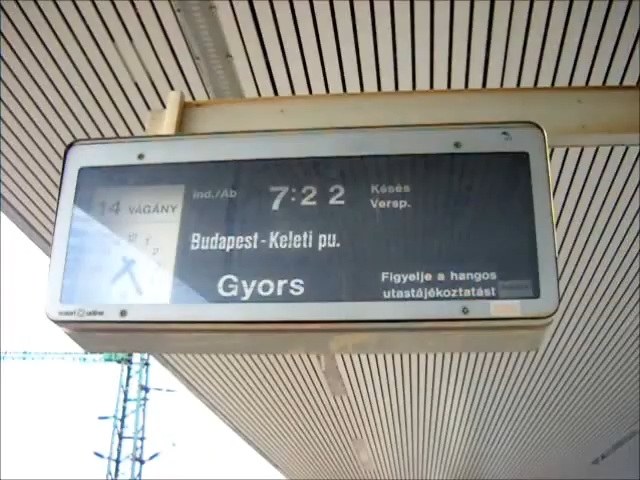 14 VÁGÁNY
Ind./Ab
7:22
Késés
Versp.
Budapest-Keleti pu.
Gyors
Figyelje a hangos
utastájékoztatást